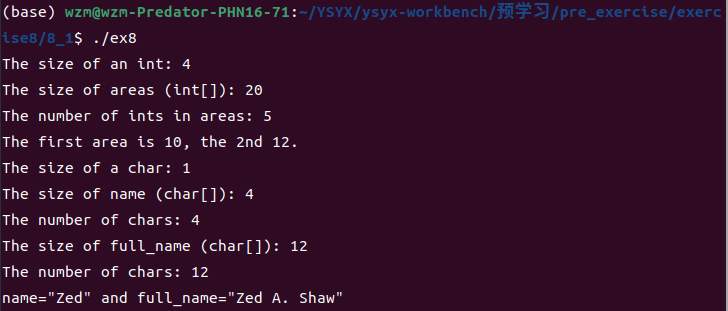 (base) wzm@wzm-Predator-PHN16-71:~/YSYX/ysyx-workbench/预学习/pre_exercise/exerc
ise8/8_1$ ./ex8
The size of an int: 4
The size of areas (int[]): 20
The number of ints in areas: 5
The first area is 10, the 2nd 12.
The size of a char: 1
The size of name (char[]): 4
The number of chars: 4
The size of full_name (char[]): 12
The number of chars: 12
name="Zed" and full_name="Zed A. Shaw"